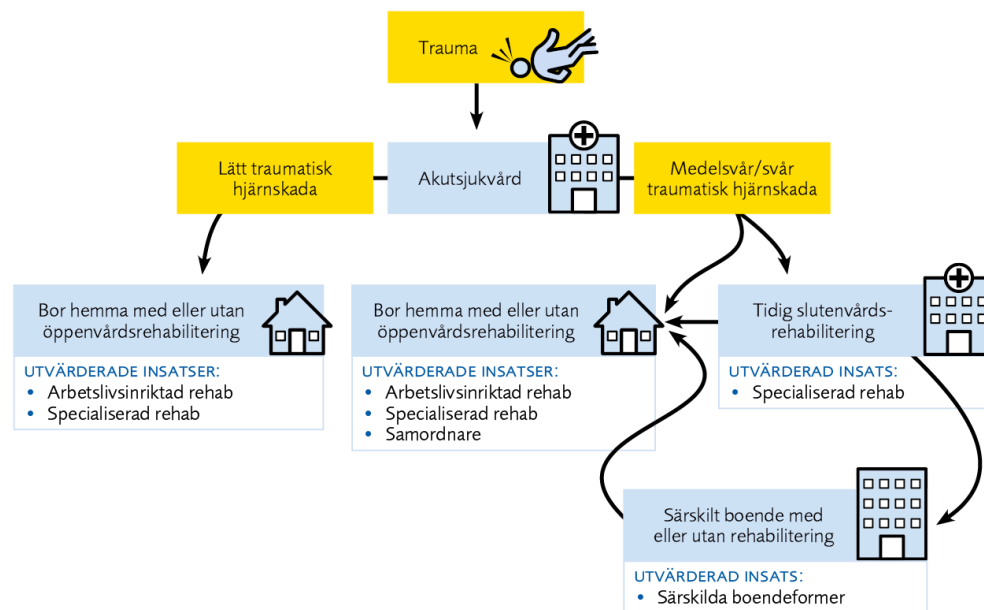 Trauma
Lätt traumatisk
hjärnskada
Akutsjukvård
Medelsvår/svår
traumatisk hjärnskada
Bor hemma med eller utan
öppenvårdsrehabilitering
UTVÄRDERADE INSATSER:
• Arbetslivsinriktad rehab
• Specialiserad rehab
Bor hemma med eller utan
öppenvårdsrehabilitering
UTVÄRDERADE INSATSER:
• Arbetslivsinriktad rehab
• Specialiserad rehab
• Samordnare
Tidig slutenvårds-
rehabilitering
UTVÄRDERAD INSATS:
• Specialiserad rehab
Särskilt boende med
eller utan rehabilitering
UTVÄRDERAD INSATS:
• Särskilda boendeformer